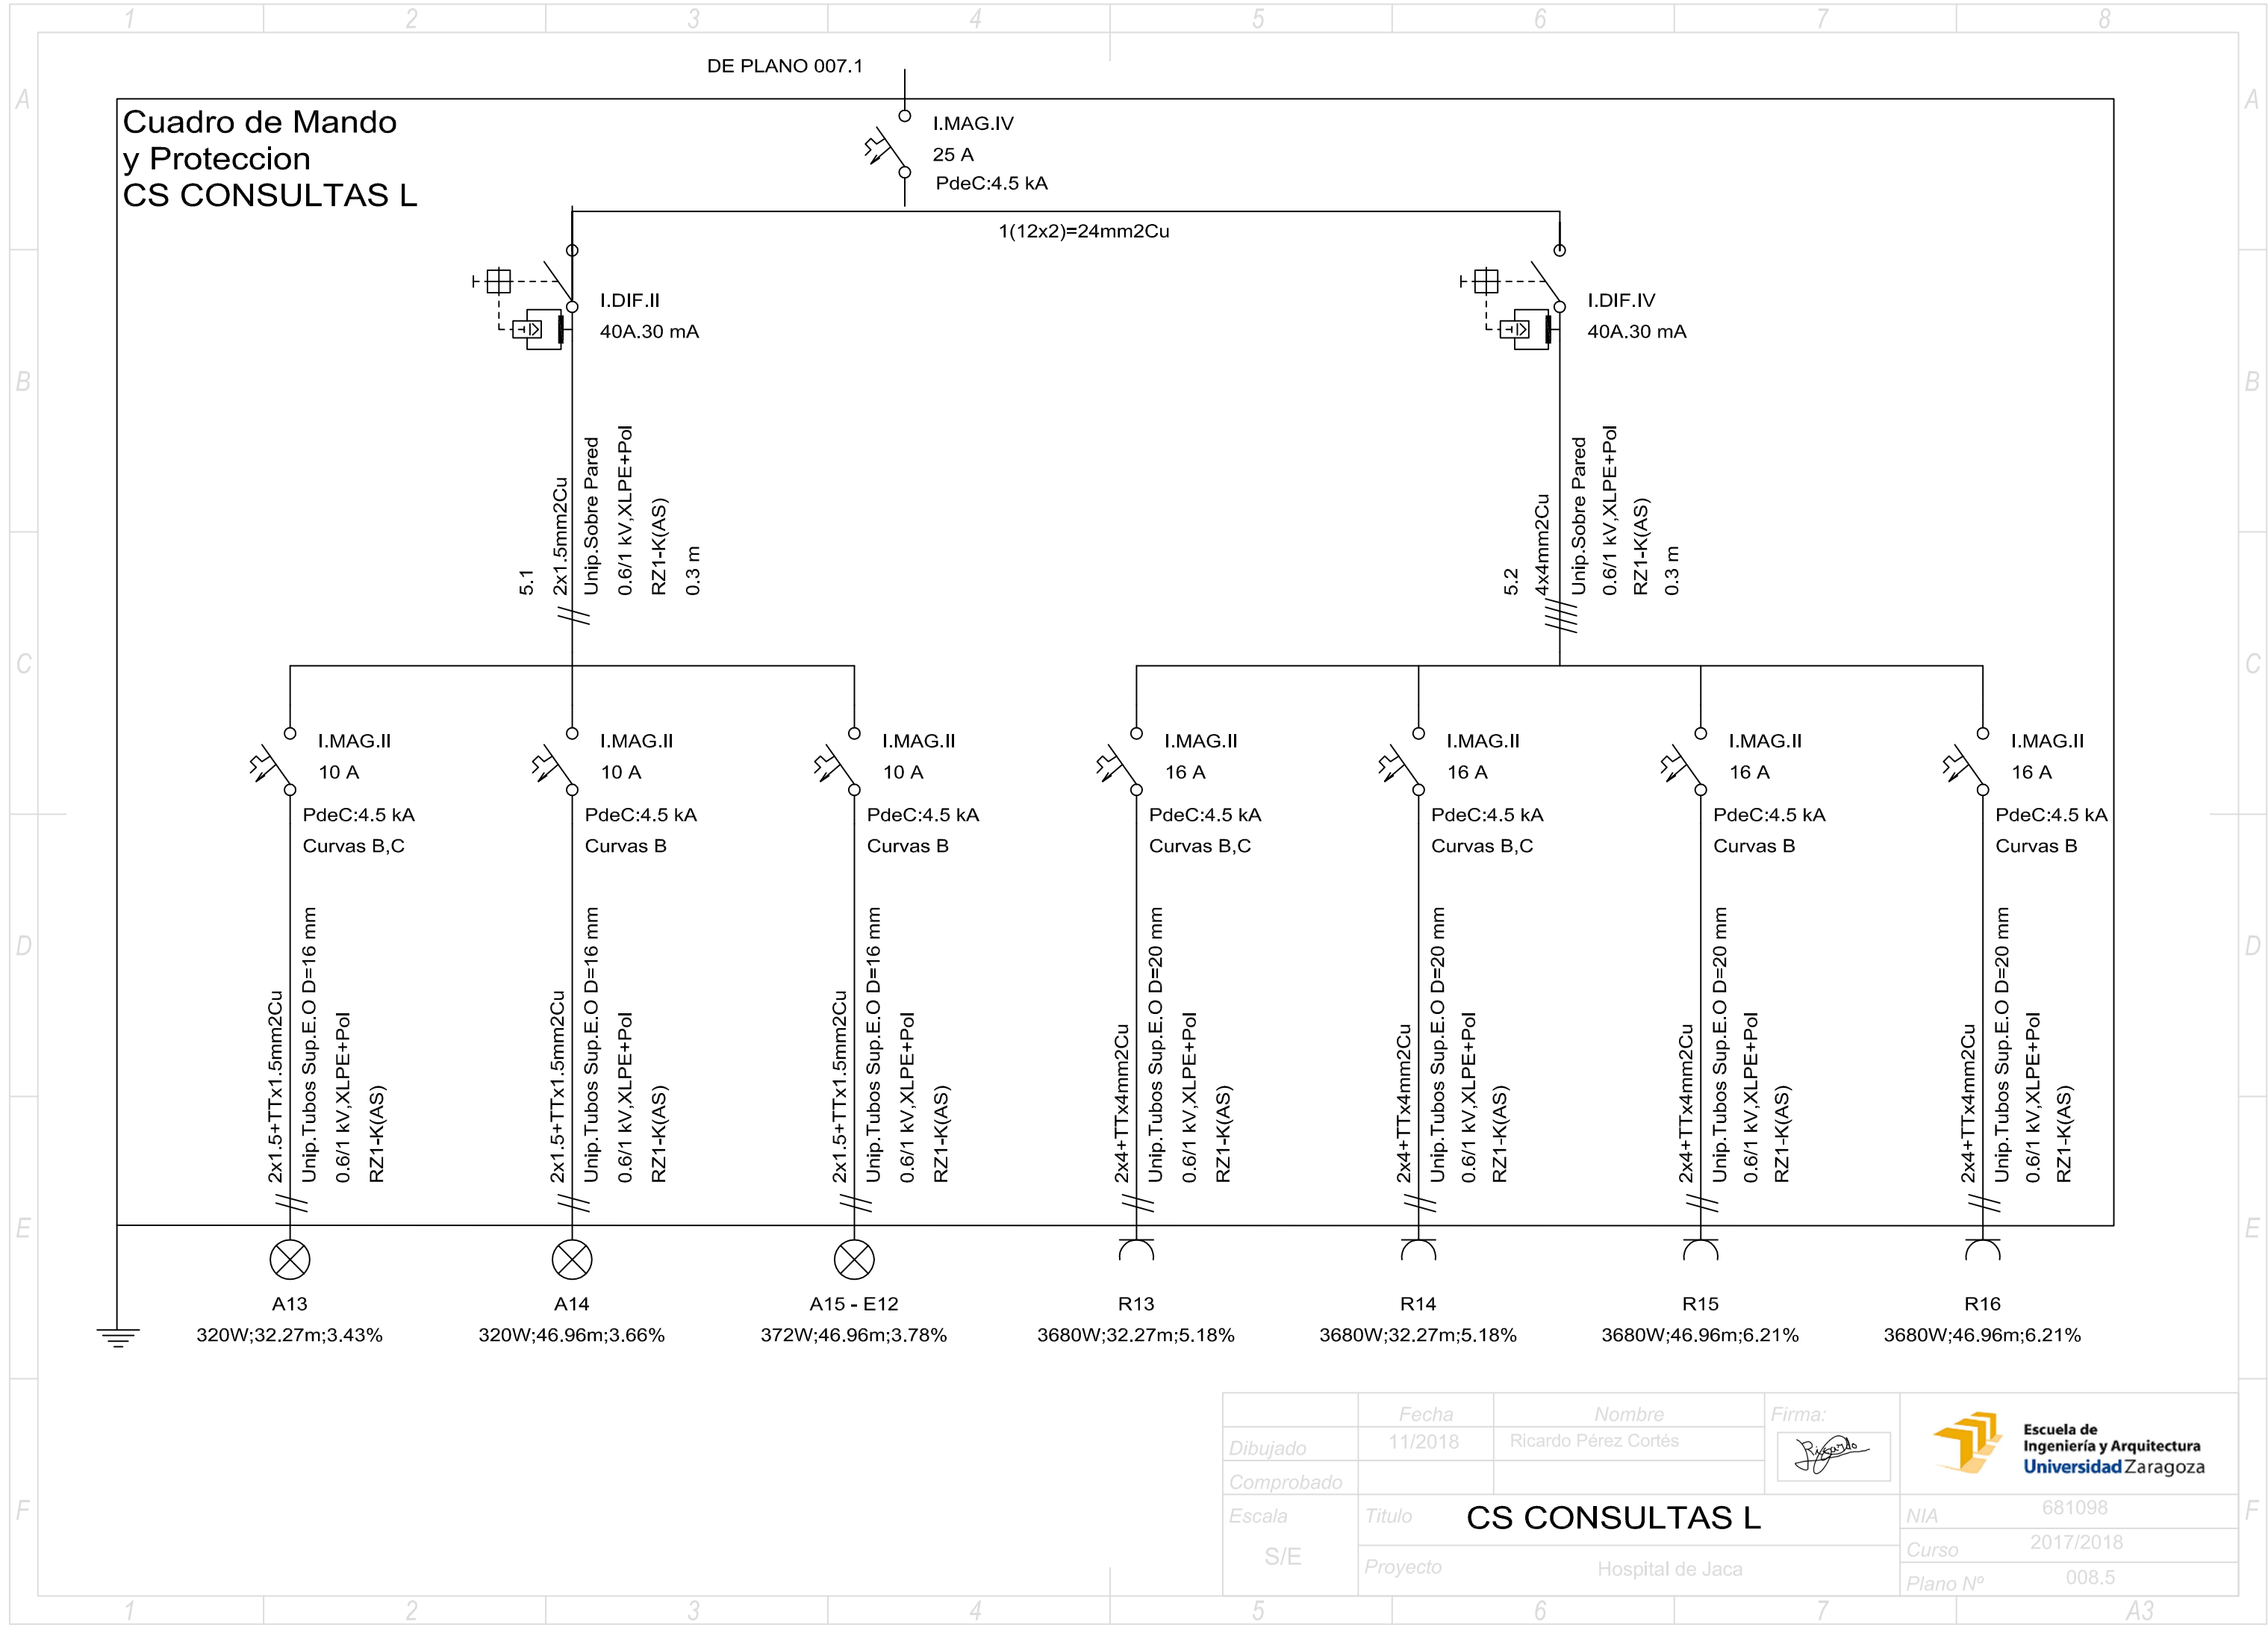 1 2 3 4 5 6 7 8
A A
B B
C C
D D
E E
F F
DE PLANO 007.1
Cuadro de Mando
y Proteccion
CS CONSULTAS L
I.MAG.IV
25 A
PdeC:4.5 kA
1(12x2)=24mm2Cu
I.DIF.II
40A.30 mA
I.DIF.IV
40A.30 mA
5.1
2x1.5mm2Cu
Unip.Sobre Pared
0.6/1 kV,XLPE+Pol
RZ1-K(AS)
0.3 m
5.2
4x4mm2Cu
Unip.Sobre Pared
0.6/1 kV,XLPE+Pol
RZ1-K(AS)
0.3 m
I.MAG.II
10 A
PdeC:4.5 kA
Curvas B,C
2x1.5+TTx1.5mm2Cu
Unip.Tubos Sup.E.O D=16 mm
0.6/1 kV,XLPE+Pol
RZ1-K(AS)
A13
320W;32.27m;3.43%
I.MAG.II
10 A
PdeC:4.5 kA
Curvas B
2x1.5+TTx1.5mm2Cu
Unip.Tubos Sup.E.O D=16 mm
0.6/1 kV,XLPE+Pol
RZ1-K(AS)
A14
320W;46.96m;3.66%
I.MAG.II
10 A
PdeC:4.5 kA
Curvas B
2x1.5+TTx1.5mm2Cu
Unip.Tubos Sup.E.O D=16 mm
0.6/1 kV,XLPE+Pol
RZ1-K(AS)
A15 - E12
372W;46.96m;3.78%
I.MAG.II
16 A
PdeC:4.5 kA
Curvas B,C
2x4+TTx4mm2Cu
Unip.Tubos Sup.E.O D=20 mm
0.6/1 kV,XLPE+Pol
RZ1-K(AS)
R13
3680W;32.27m;5.18%
I.MAG.II
16 A
PdeC:4.5 kA
Curvas B,C
2x4+TTx4mm2Cu
Unip.Tubos Sup.E.O D=20 mm
0.6/1 kV,XLPE+Pol
RZ1-K(AS)
R14
3680W;32.27m;5.18%
I.MAG.II
16 A
PdeC:4.5 kA
Curvas B
2x4+TTx4mm2Cu
Unip.Tubos Sup.E.O D=20 mm
0.6/1 kV,XLPE+Pol
RZ1-K(AS)
R15
3680W;46.96m;6.21%
I.MAG.II
16 A
PdeC:4.5 kA
Curvas B
2x4+TTx4mm2Cu
Unip.Tubos Sup.E.O D=20 mm
0.6/1 kV,XLPE+Pol
RZ1-K(AS)
R16
3680W;46.96m;6.21%
Fecha Nombre Firma:
Dibujado 11/2018 Ricardo Pérez Cortés
Ricardo
Comprobado
Escuela de
Ingeniería y Arquitectura
Universidad Zaragoza
Escala S/E
Titulo CS CONSULTAS L
Proyecto Hospital de Jaca
NIA 681098
Curso 2017/2018
Plano Nº 008.5
1 2 3 4 5 6 7 A3